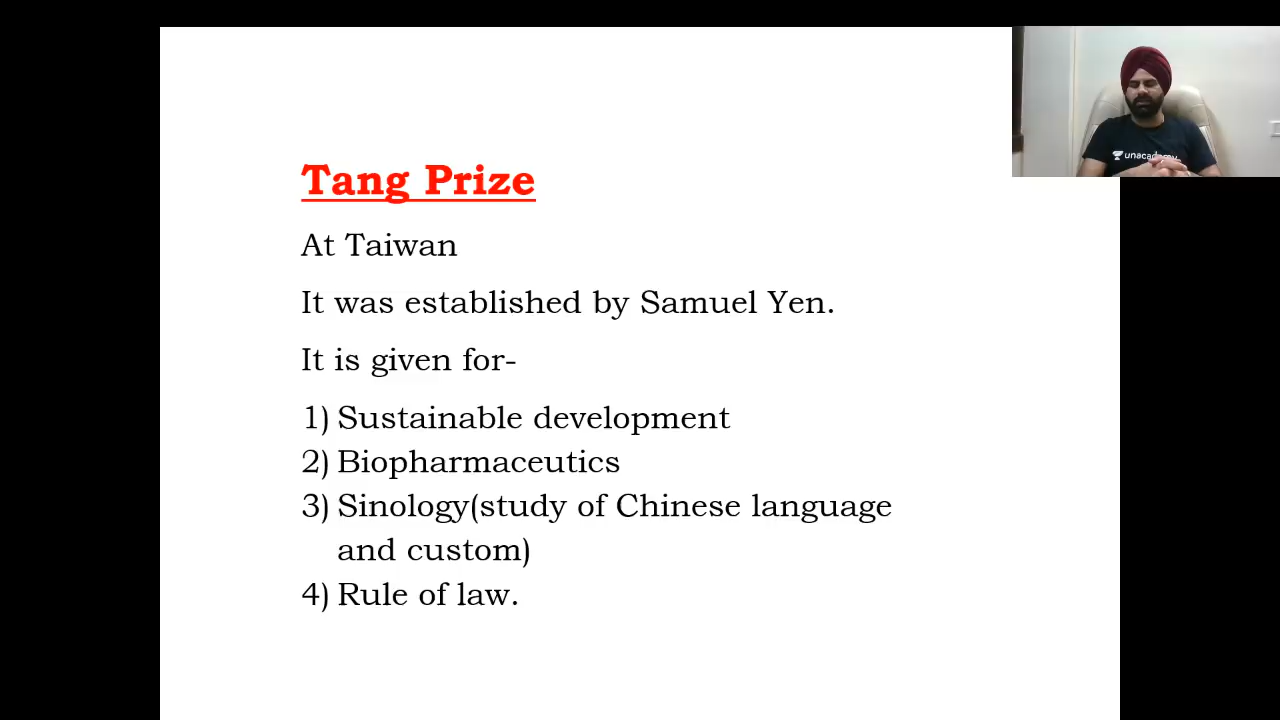 Tang Prize
unacademy
At Taiwan
It was established by Samuel Yen.
It is given for-
1) Sustainable development
2) Biopharmaceutics
3) Sinology(study of Chinese language
and custom)
4) Rule of law.